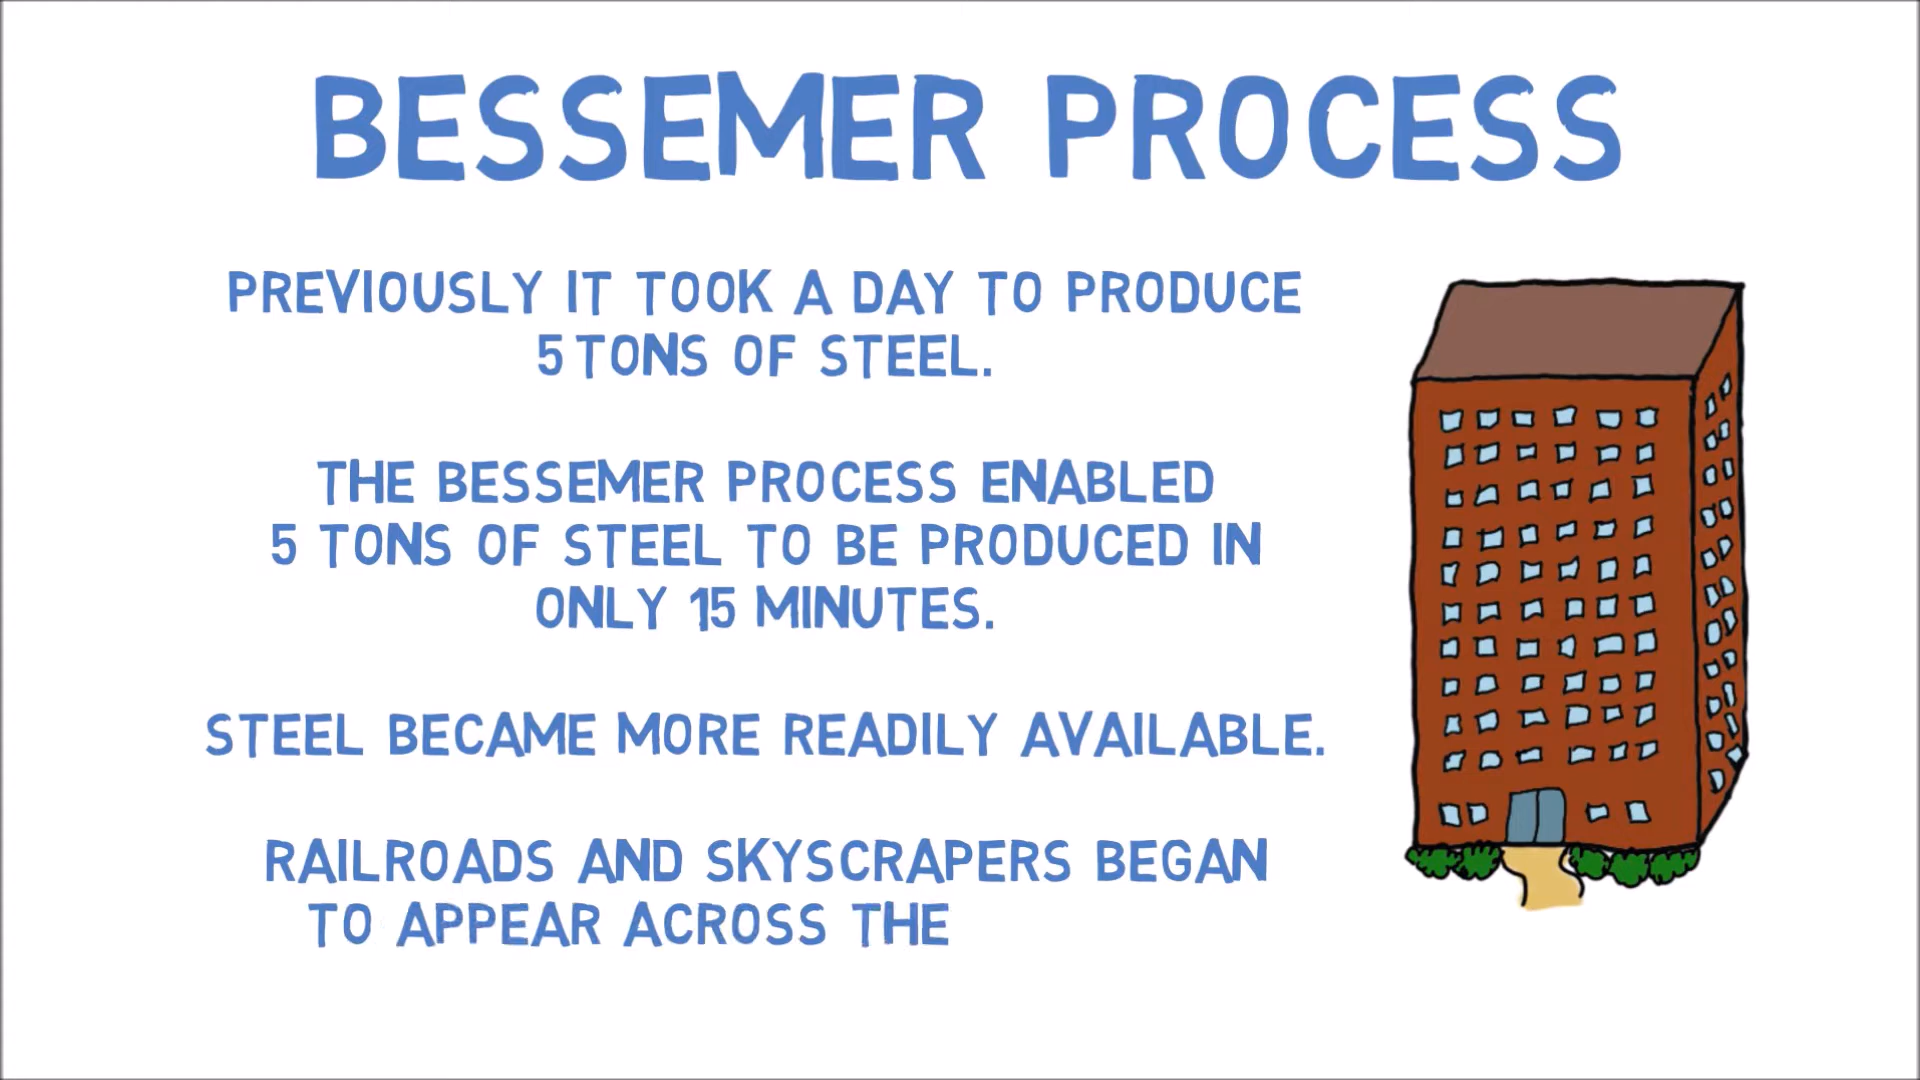 BESSEMER PROCESS
PREVIOUSLY IT TOOK A DAY TO PRODUCE
5 TONS OF STEEL.
THE BESSEMER PROCESS ENABLED
5 TONS OF STEEL TO BE PRODUCED IN
ONLY 15 MINUTES.
STEEL BECAME MORE READILY AVAILABLE.
RAILROADS AND SKYSCRAPERS BEGAN
TO APPEAR ACROSS THE